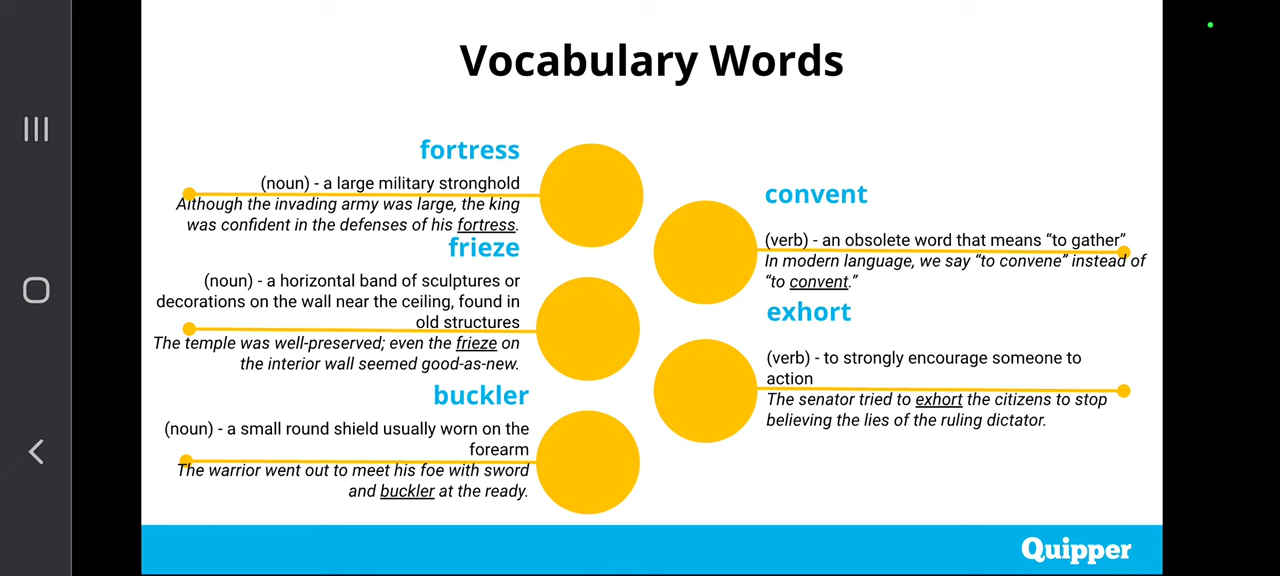 Vocabulary Words
fortress
(noun) - a large military stronghold
Although the invading army was large, the king
was confident in the defenses of his fortress.
frieze
(noun) - a horizontal band of sculptures or
decorations on the wall near the ceiling, found in
old structures
The temple was well-preserved; even the frieze on
the interior wall seemed good-as-new.
buckler
(noun) - a small round shield usually worn on the
forearm
The warrior went out to meet his foe with sword
and buckler at the ready.
convent
(verb) - an obsolete word that means “to gather”
In modern language, we say “to convene” instead of
“to convent.”
exhort
(verb) - to strongly encourage someone to
action
The senator tried to exhort the citizens to stop
believing the lies of the ruling dictator.
Quipper